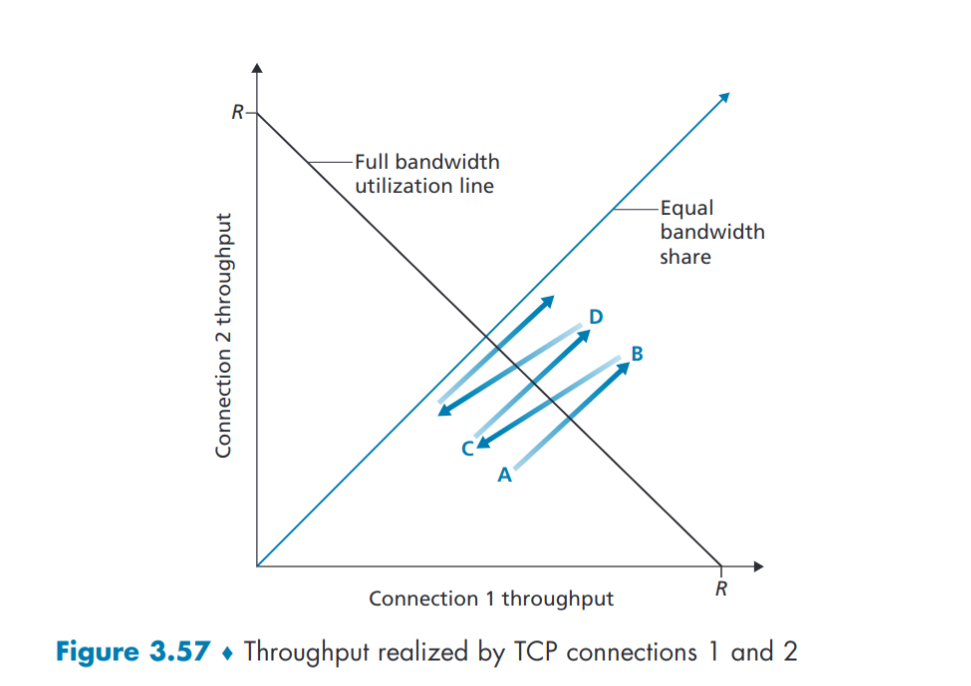 R
Full bandwidth
utilization line
Equal
bandwidth
share
Connection 2 throughput
D
B
C
A
R
Connection 1 throughput
Figure 3.57 ♦ Throughput realized by TCP connections 1 and 2